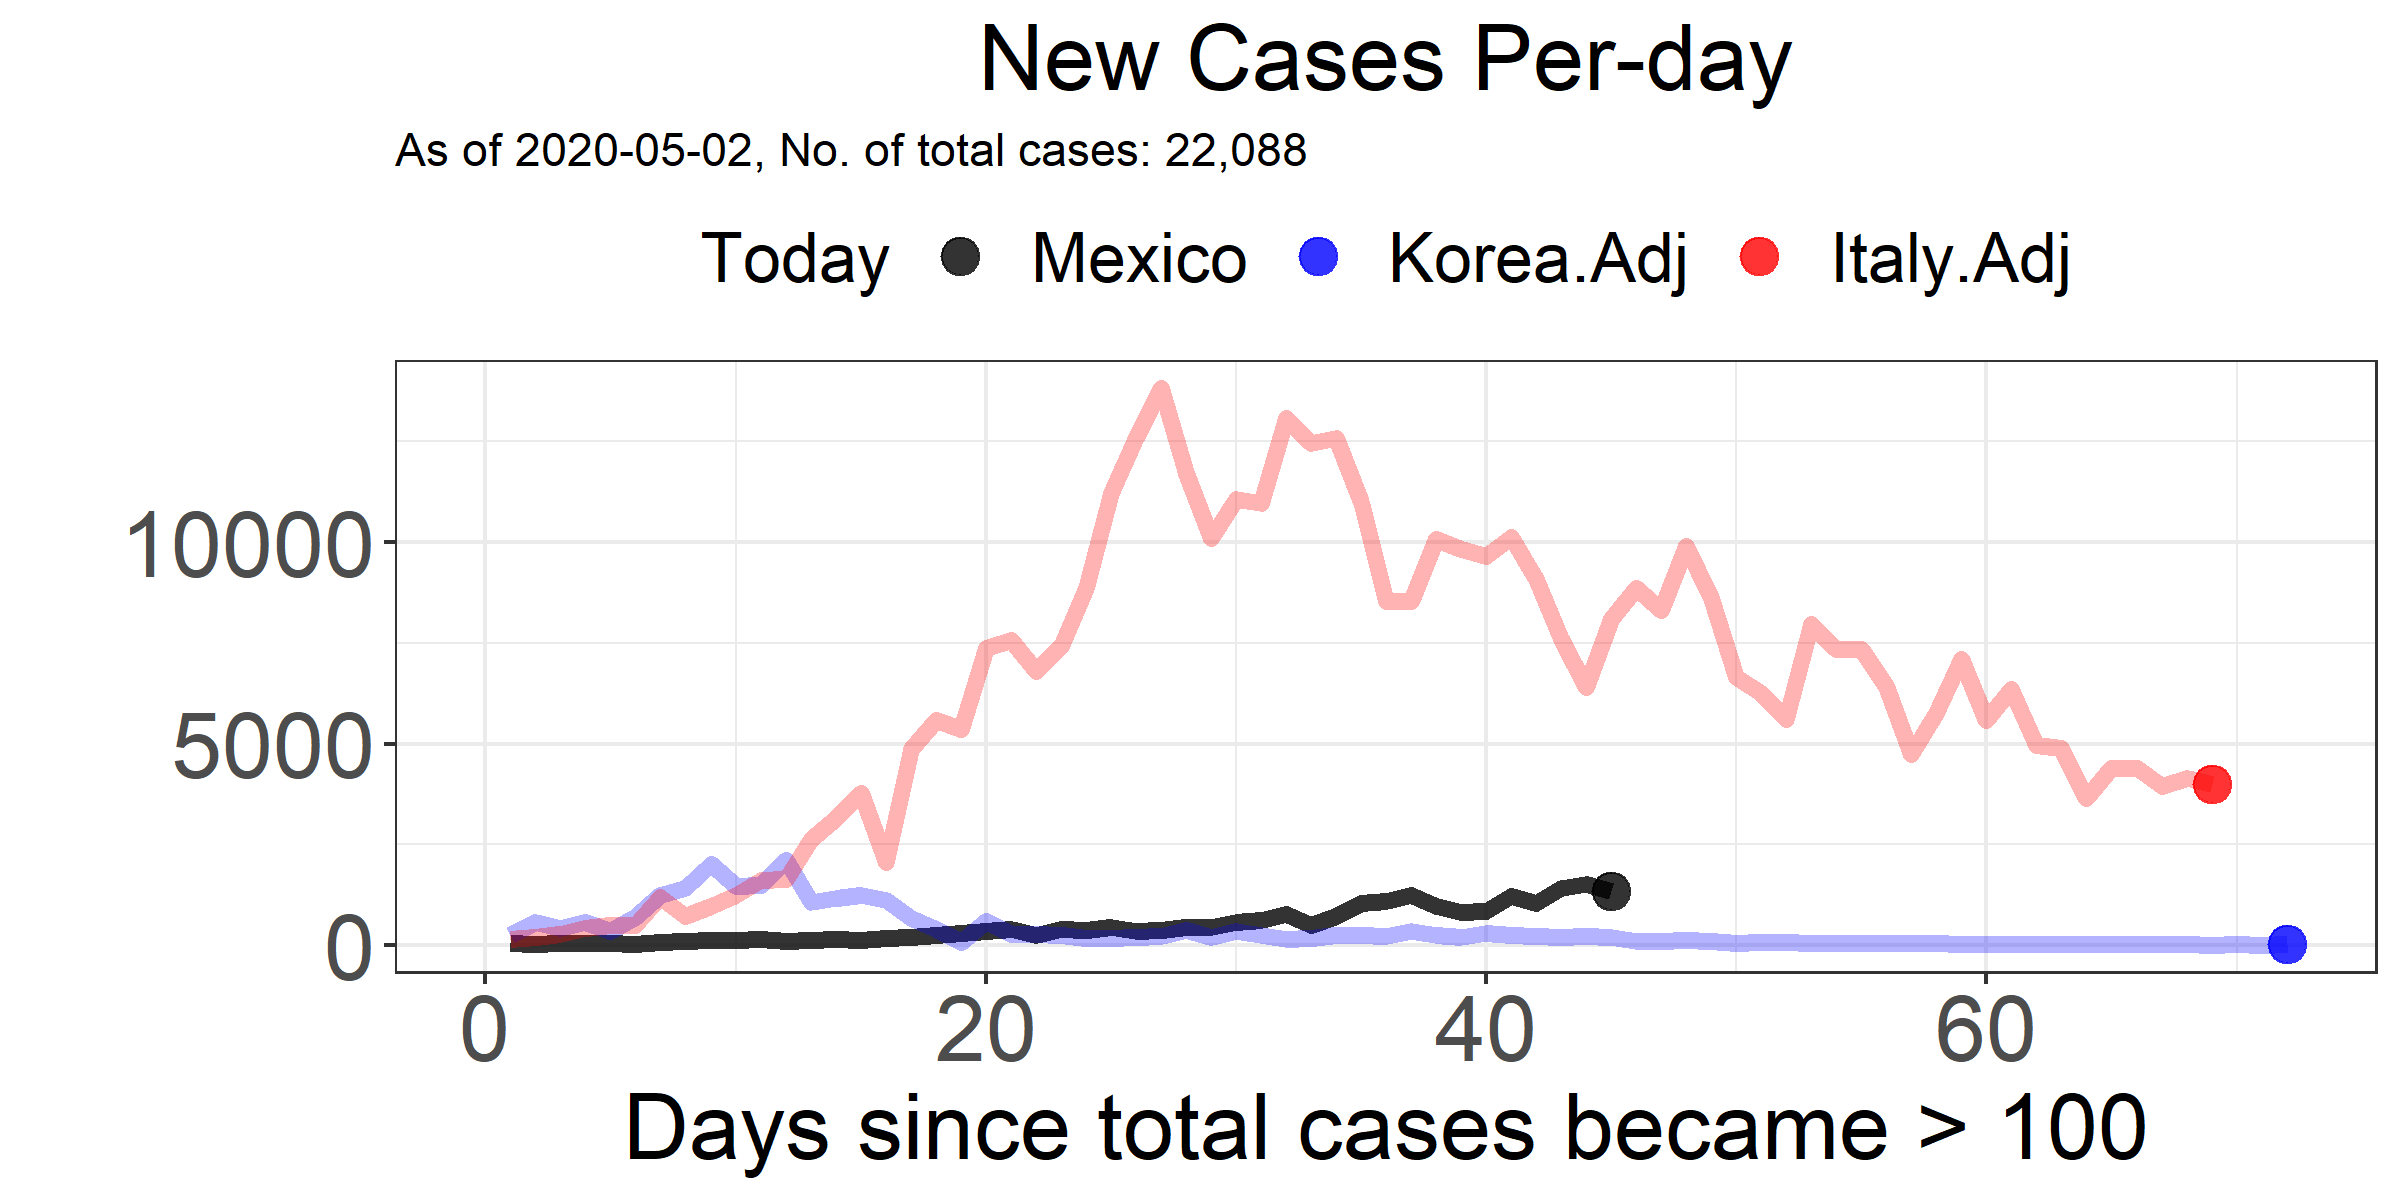 New Cases Per-day
As of 2020-05-02, No. of total cases: 22,088
Today Mexico Korea.Adj Italy.Adj
10000
5000
0
0 20 40 60
Days since total cases became > 100